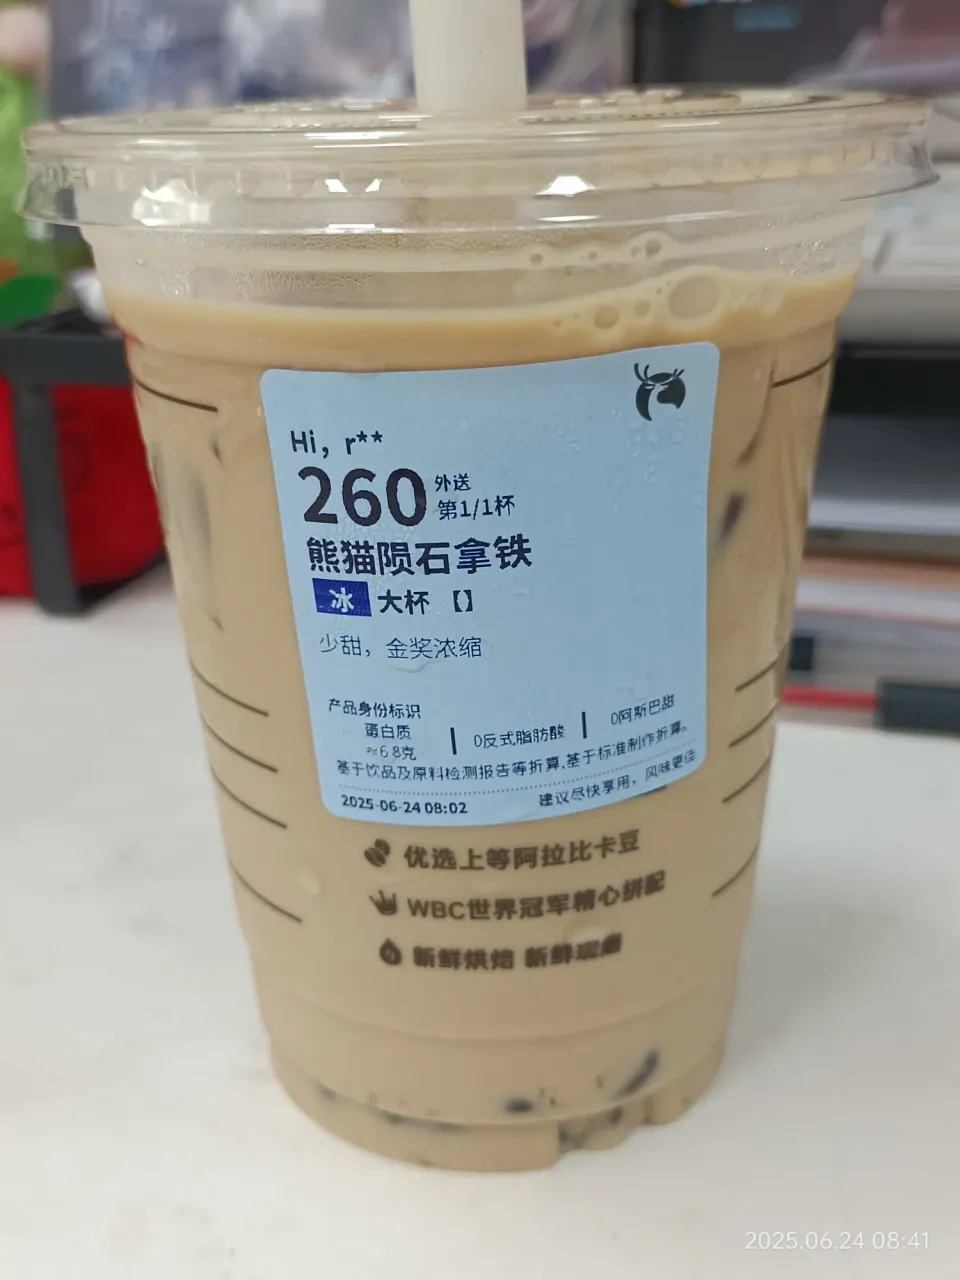 Hi, r**
260 外送
第1/1杯
熊猫陨石拿铁
冰 大杯 【】
少甜，金奖浓缩
产品身份标识
蛋白质
≈6.8克
0反式脂肪酸
0阿斯巴甜
基于饮品及原料检测报告等折算,基于标准制作折算。
2025-06-24 08:02
建议尽快享用，风味更佳
优选上等阿拉比卡豆
WBC世界冠军精心拼配
新鲜烘焙 新鲜现磨
2025.06.24 08:41